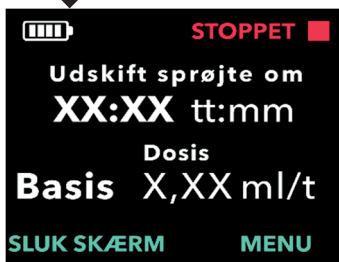 STOPPET
Udskift sprøjte om
XX:XX tt:mm
Dosis
Basis X,XX ml/t
SLUK SKÆRM MENU